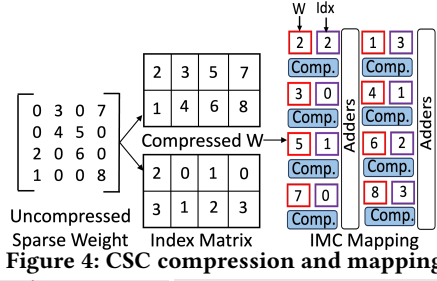 W Idx
2 2 1 3
Comp. Comp.
3 0 4 1
Comp. Comp.
5 1 6 2
Comp. Comp.
7 0 8 3
Comp. Comp.
Adders
Adders
2 3 5 7
1 4 6 8
Compressed W
0 3 0 7
0 4 5 0
2 0 6 0
1 0 0 8
2 0 1 0
3 1 2 3
Uncompressed
Sparse Weight
Index Matrix
IMC Mapping
Figure 4: CSC compression and mapping